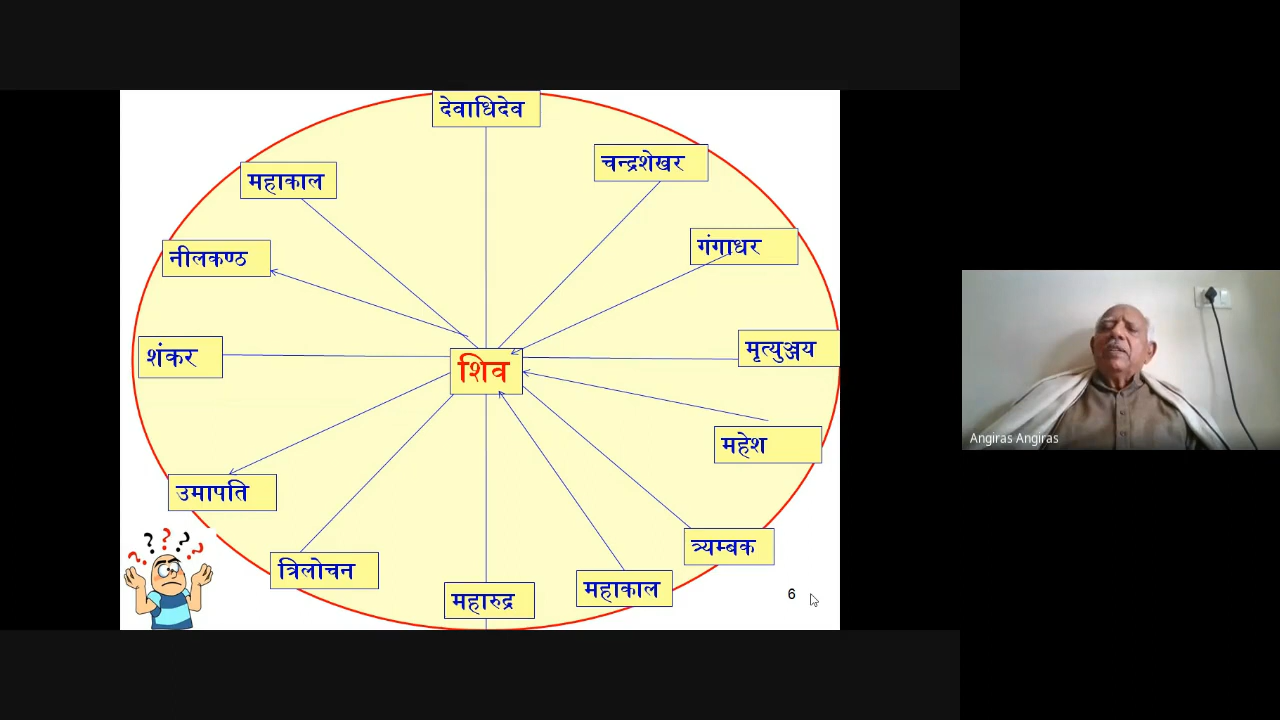 देवाधिदेव
चन्द्रशेखर
महाकाल
गंगाधर
नीलकण्ठ
मृत्युञ्जय
शंकर
शिव
महेश
उमापति
त्र्यम्बक
त्रिलोचन
महाकाल
महारुद्र
6
? ? ? ? ?
Angiras Angiras